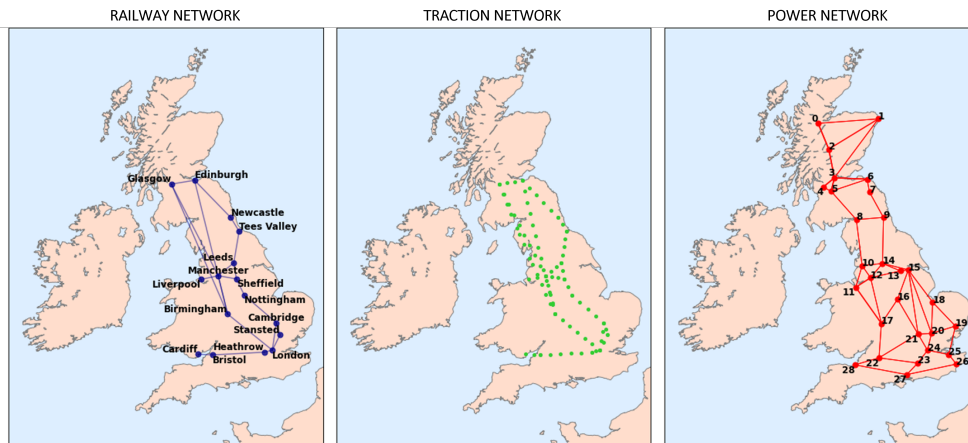 RAILWAY NETWORK
TRACTION NETWORK
POWER NETWORK
Glasgow
Edinburgh
Newcastle
Tees Valley
Leeds
Manchester
Liverpool
Sheffield
Nottingham
Birmingham
Cambridge
Stansted
Cardiff
Heathrow
Bristol
London
0
1
2
3
4
5
6
7
8
9
10
11
12
13
14
15
16
17
18
19
20
21
22
23
24
25
26
27
28